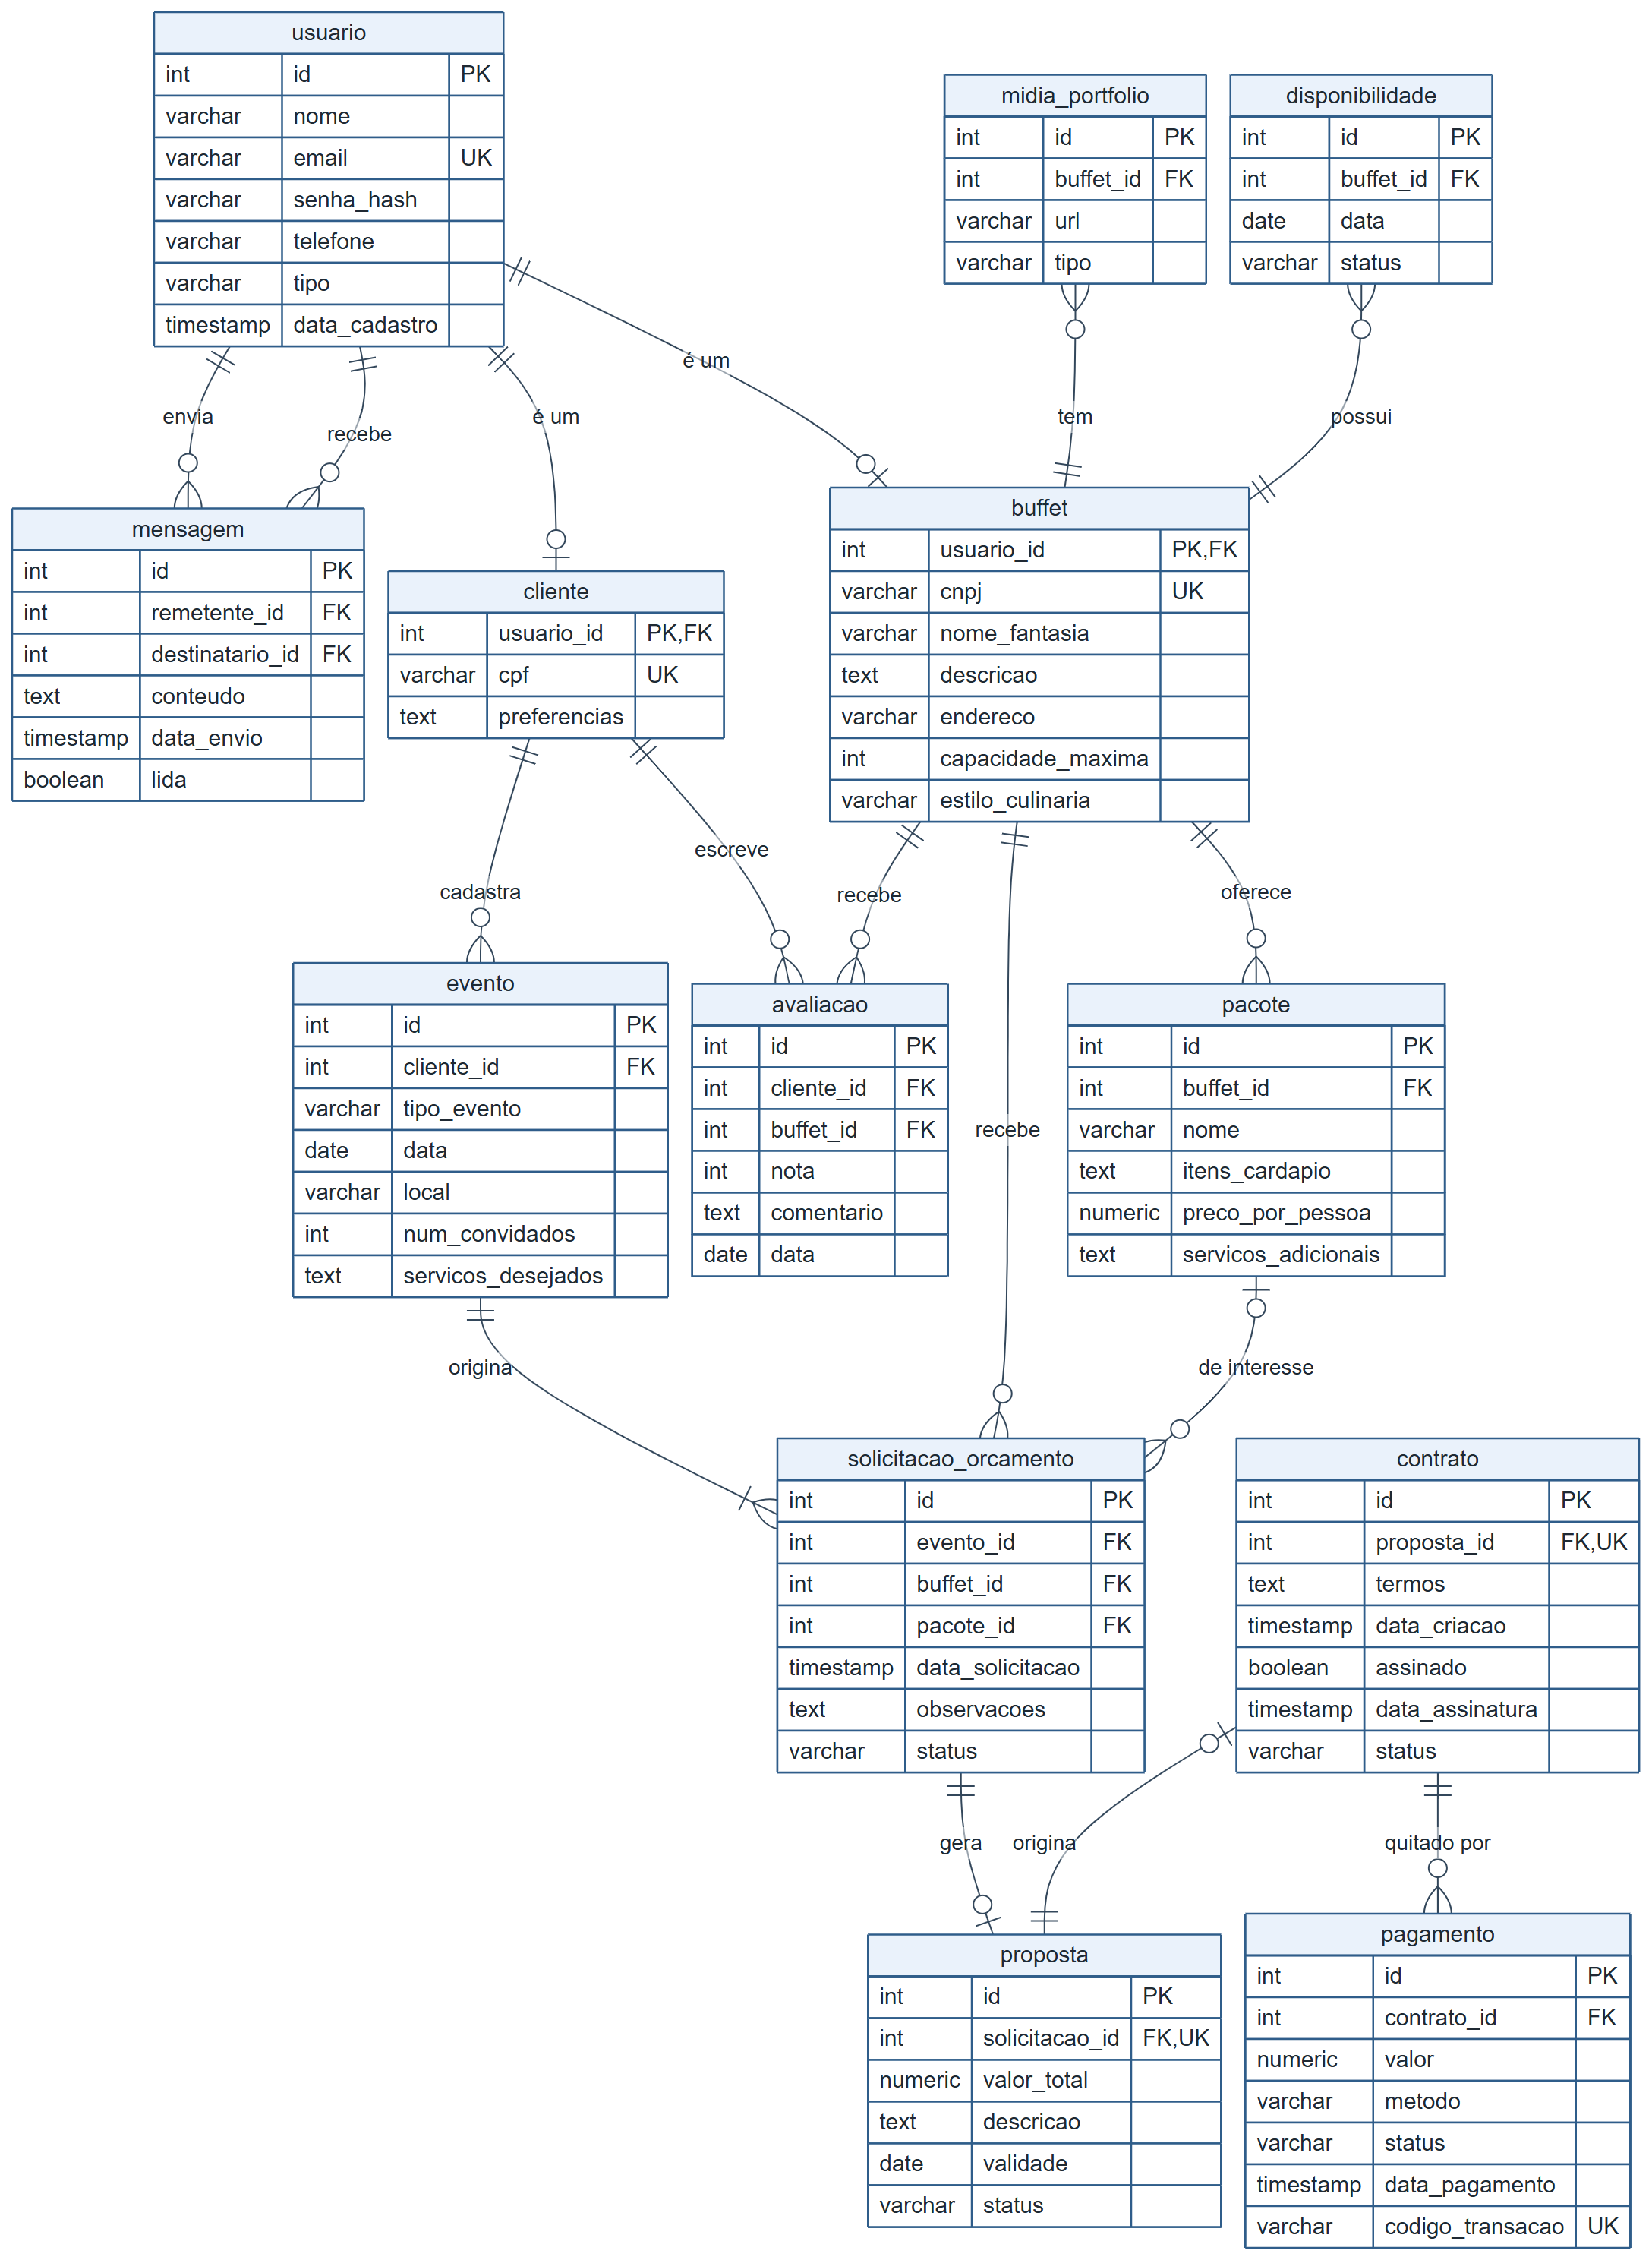 usuario
int id PK
varchar nome
varchar email UK
varchar senha_hash
varchar telefone
varchar tipo
timestamp data_cadastro
midia_portfolio
int id PK
int buffet_id FK
varchar url
varchar tipo
disponibilidade
int id PK
int buffet_id FK
date data
varchar status
é um
envia
recebe
é um
tem
possui
mensagem
int id PK
int remetente_id FK
int destinatario_id FK
text conteudo
timestamp data_envio
boolean lida
cliente
int usuario_id PK,FK
varchar cpf UK
text preferencias
buffet
int usuario_id PK,FK
varchar cnpj UK
varchar nome_fantasia
text descricao
varchar endereco
int capacidade_maxima
varchar estilo_culinaria
cadastra
escreve
recebe
oferece
evento
int id PK
int cliente_id FK
varchar tipo_evento
date data
varchar local
int num_convidados
text servicos_desejados
avaliacao
int id PK
int cliente_id FK
int buffet_id FK
int nota
text comentario
date data
recebe
pacote
int id PK
int buffet_id FK
varchar nome
text itens_cardapio
numeric preco_por_pessoa
text servicos_adicionais
origina
de interesse
solicitacao_orcamento
int id PK
int evento_id FK
int buffet_id FK
int pacote_id FK
timestamp data_solicitacao
text observacoes
varchar status
contrato
int id PK
int proposta_id FK,UK
text termos
timestamp data_criacao
boolean assinado
timestamp data_assinatura
varchar status
gera
origina
quitado por
proposta
int id PK
int solicitacao_id FK,UK
numeric valor_total
text descricao
date validade
varchar status
pagamento
int id PK
int contrato_id FK
numeric valor
varchar metodo
varchar status
timestamp data_pagamento
varchar codigo_transacao UK